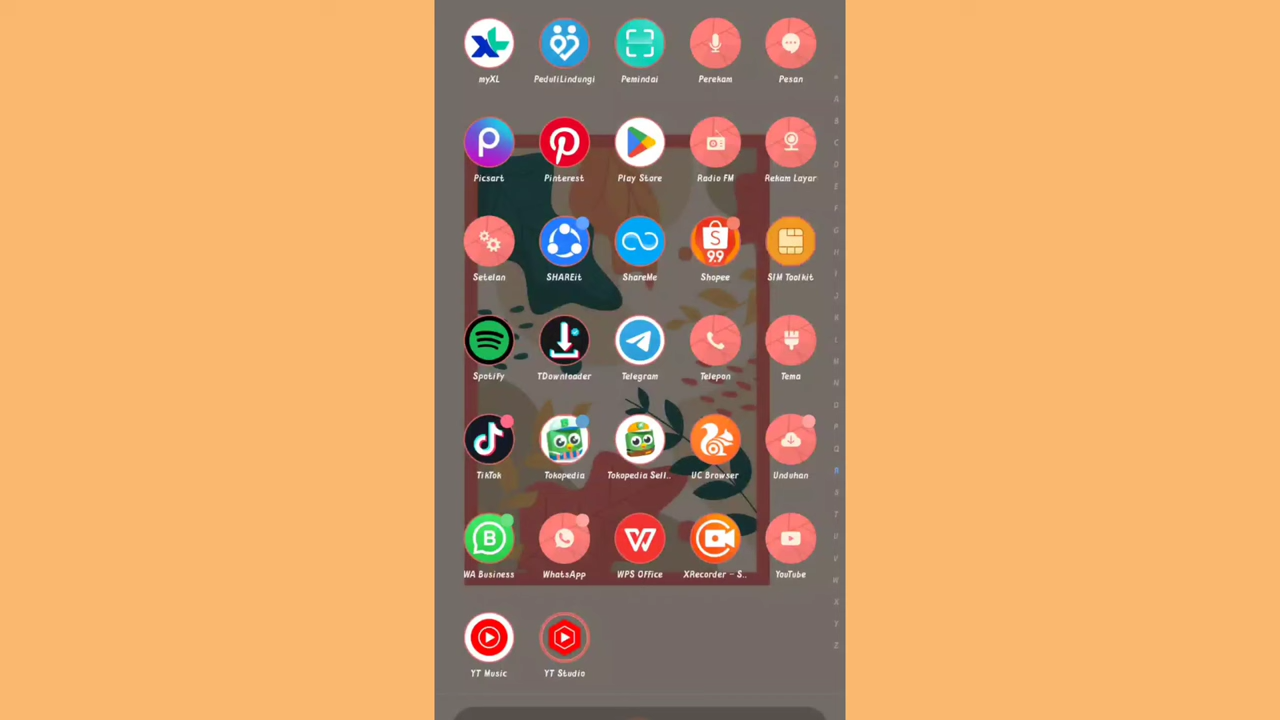 myXL PeduliLindungi Pemindai Perekam Pesan
Picsart Pinterest Play Store Radio FM Rekam Layar
S
9.9
Setelan SHAREit ShareMe Shopee SIM Toolkit
Spotify TDownloader Telegram Telepon Tema
TikTok Tokopedia Tokopedia Sell.. UC Browser Unduhan
B
WA Business WhatsApp WPS Office XRecorder - S.. YouTube
YT Music YT Studio